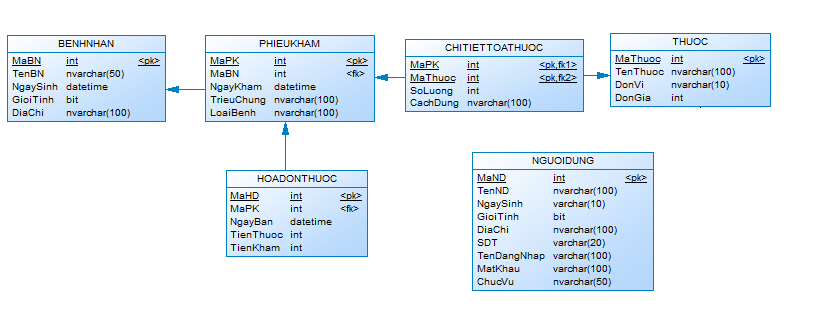 BENHNHAN
MaBN int <pk>
TenBN nvarchar(50)
NgaySinh datetime
GioiTinh bit
DiaChi nvarchar(100)
PHIEUKHAM
MaPK int <pk>
MaBN int <fk>
NgayKham datetime
TrieuChung nvarchar(100)
LoaiBenh nvarchar(100)
CHITIETTOATHUOC
MaPK int <pk,fk1>
MaThuoc int <pk,fk2>
SoLuong int
CachDung nvarchar(100)
THUOC
MaThuoc int <pk>
TenThuoc nvarchar(100)
DonVi nvarchar(10)
DonGia int
HOADONTHUOC
MaHD int <pk>
MaPK int <fk>
NgayBan datetime
TienThuoc int
TienKham int
NGUOIDUNG
MaND int <pk>
TenND nvarchar(100)
NgaySinh varchar(10)
GioiTinh bit
DiaChi nvarchar(100)
SDT varchar(20)
TenDangNhap varchar(100)
MatKhau varchar(100)
ChucVu nvarchar(50)